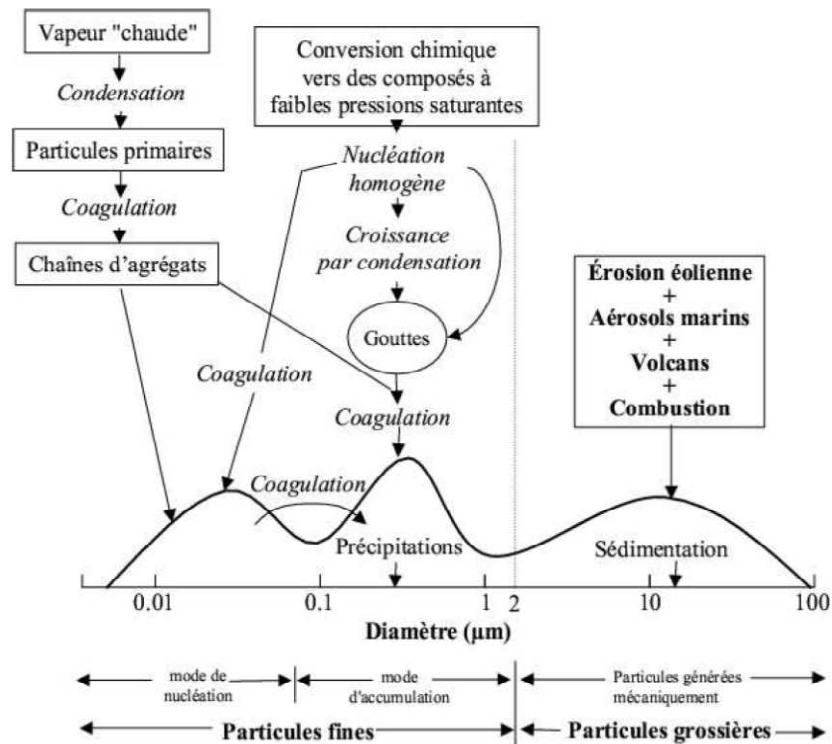 Vapeur "chaude"
Condensation
Particules primaires
Coagulation
Chaînes d'agrégats
Conversion chimique
vers des composés à
faibles pressions saturantes
Nucléation
homogène
Croissance
par condensation
Gouttes
Coagulation
Coagulation
Coagulation
Érosion éolienne
+
Aérosols marins
+
Volcans
+
Combustion
Précipitations
Sédimentation
0.01
0.1
1
2
10
100
Diamètre (µm)
mode de
nucléation
mode
d'accumulation
Particules générées
mécaniquement
Particules fines
Particules grossières